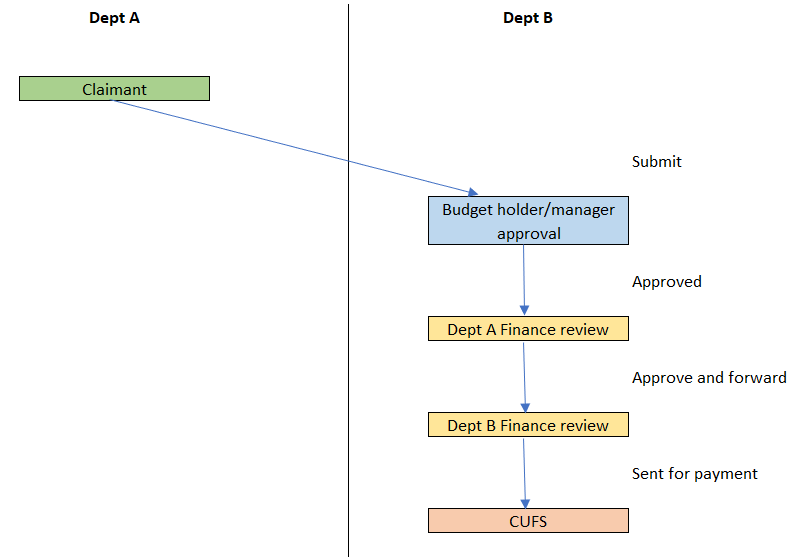 Dept A
Dept B
Claimant
Submit
Budget holder/manager
approval
Approved
Dept A Finance review
Approve and forward
Dept B Finance review
Sent for payment
CUFS